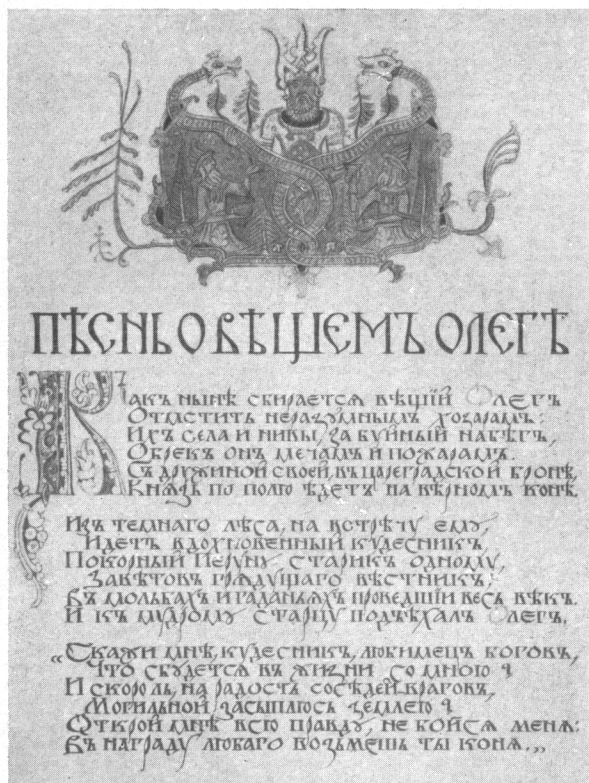 ПѢСНЬ О ВѢЩЕМЪ ОЛЕГѢ
Какъ нынѣ сбирается вѣщій Олегъ
Отмстить неразумнымъ хозарамъ:
Ихъ села и нивы, за буйный набѣгъ,
Обрекъ онъ мечамъ и пожарамъ.
Съ дружиной своей, въ цареградской бронѣ,
Князь по полю ѣдетъ на вѣрномъ конѣ.
Изъ темнаго лѣса, на встрѣчу ему,
Идетъ вдохновенный кудесникъ,
Покорный Перуну старикъ одному,
Завѣтовъ грядущаго вѣстникъ,
Въ мольбахъ и гаданьяхъ проведшій весь вѣкъ.
И къ мудрому старцу подъѣхалъ Олегъ.
„Скажи мнѣ, кудесникъ, любимецъ боговъ,
Что сбудется въ жизни со мною?
И скоро ль, на радость сосѣдей враговъ,
Могильной засыплюсь землею?
Открой мнѣ всю правду, не бойся меня:
Въ награду любаго возьмешь ты коня.„